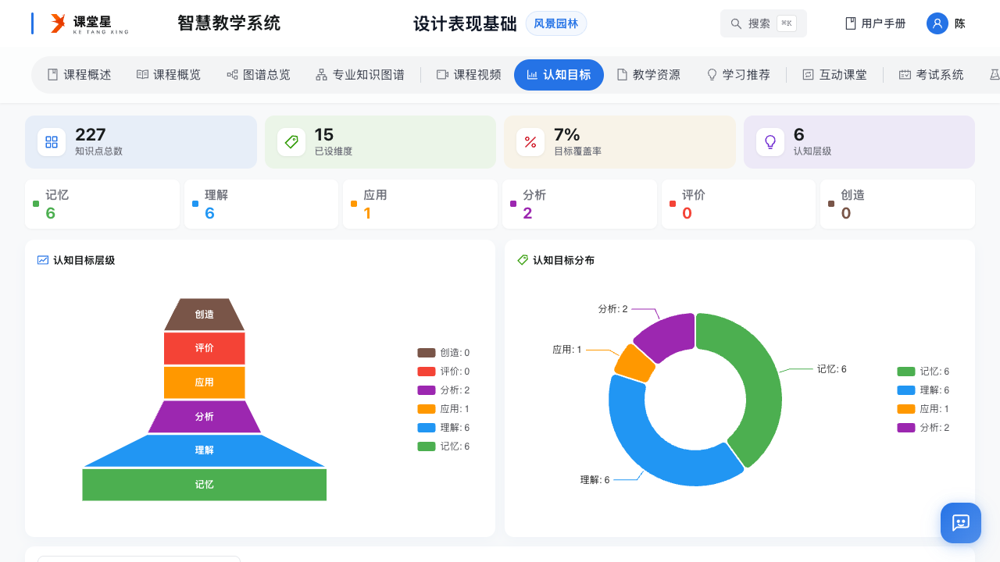 课堂星
KE TANG XING
智慧教学系统
设计表现基础
风景园林
搜索
⌘K
用户手册
陈
课程概述
课程概览
图谱总览
专业知识图谱
课程视频
认知目标
教学资源
学习推荐
互动课堂
考试系统
227
知识点总数
15
已设维度
7%
目标覆盖率
6
认知层级
记忆
6
理解
6
应用
1
分析
2
评价
0
创造
0
认知目标层级
创造
评价
应用
分析
理解
记忆
创造: 0
评价: 0
分析: 2
应用: 1
理解: 6
记忆: 6
认知目标分布
分析: 2
应用: 1
记忆: 6
理解: 6
记忆: 6
理解: 6
应用: 1
分析: 2